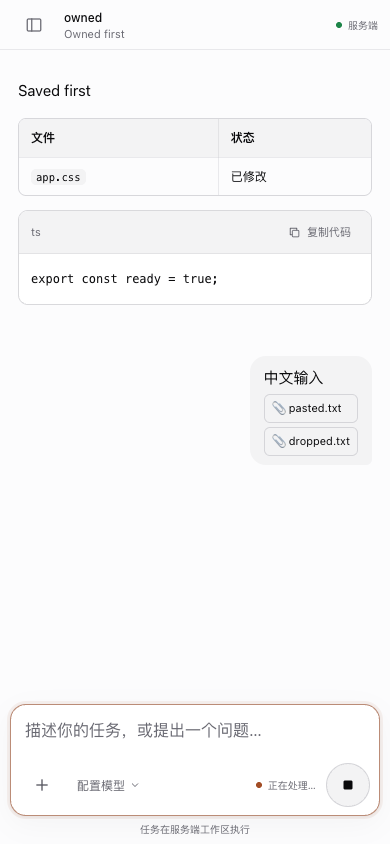 owned
Owned first
服务端
Saved first
文件 状态
app.css 已修改
ts 复制代码
export const ready = true;
中文输入
pasted.txt
dropped.txt
描述你的任务，或提出一个问题...
配置模型 正在处理...
任务在服务端工作区执行